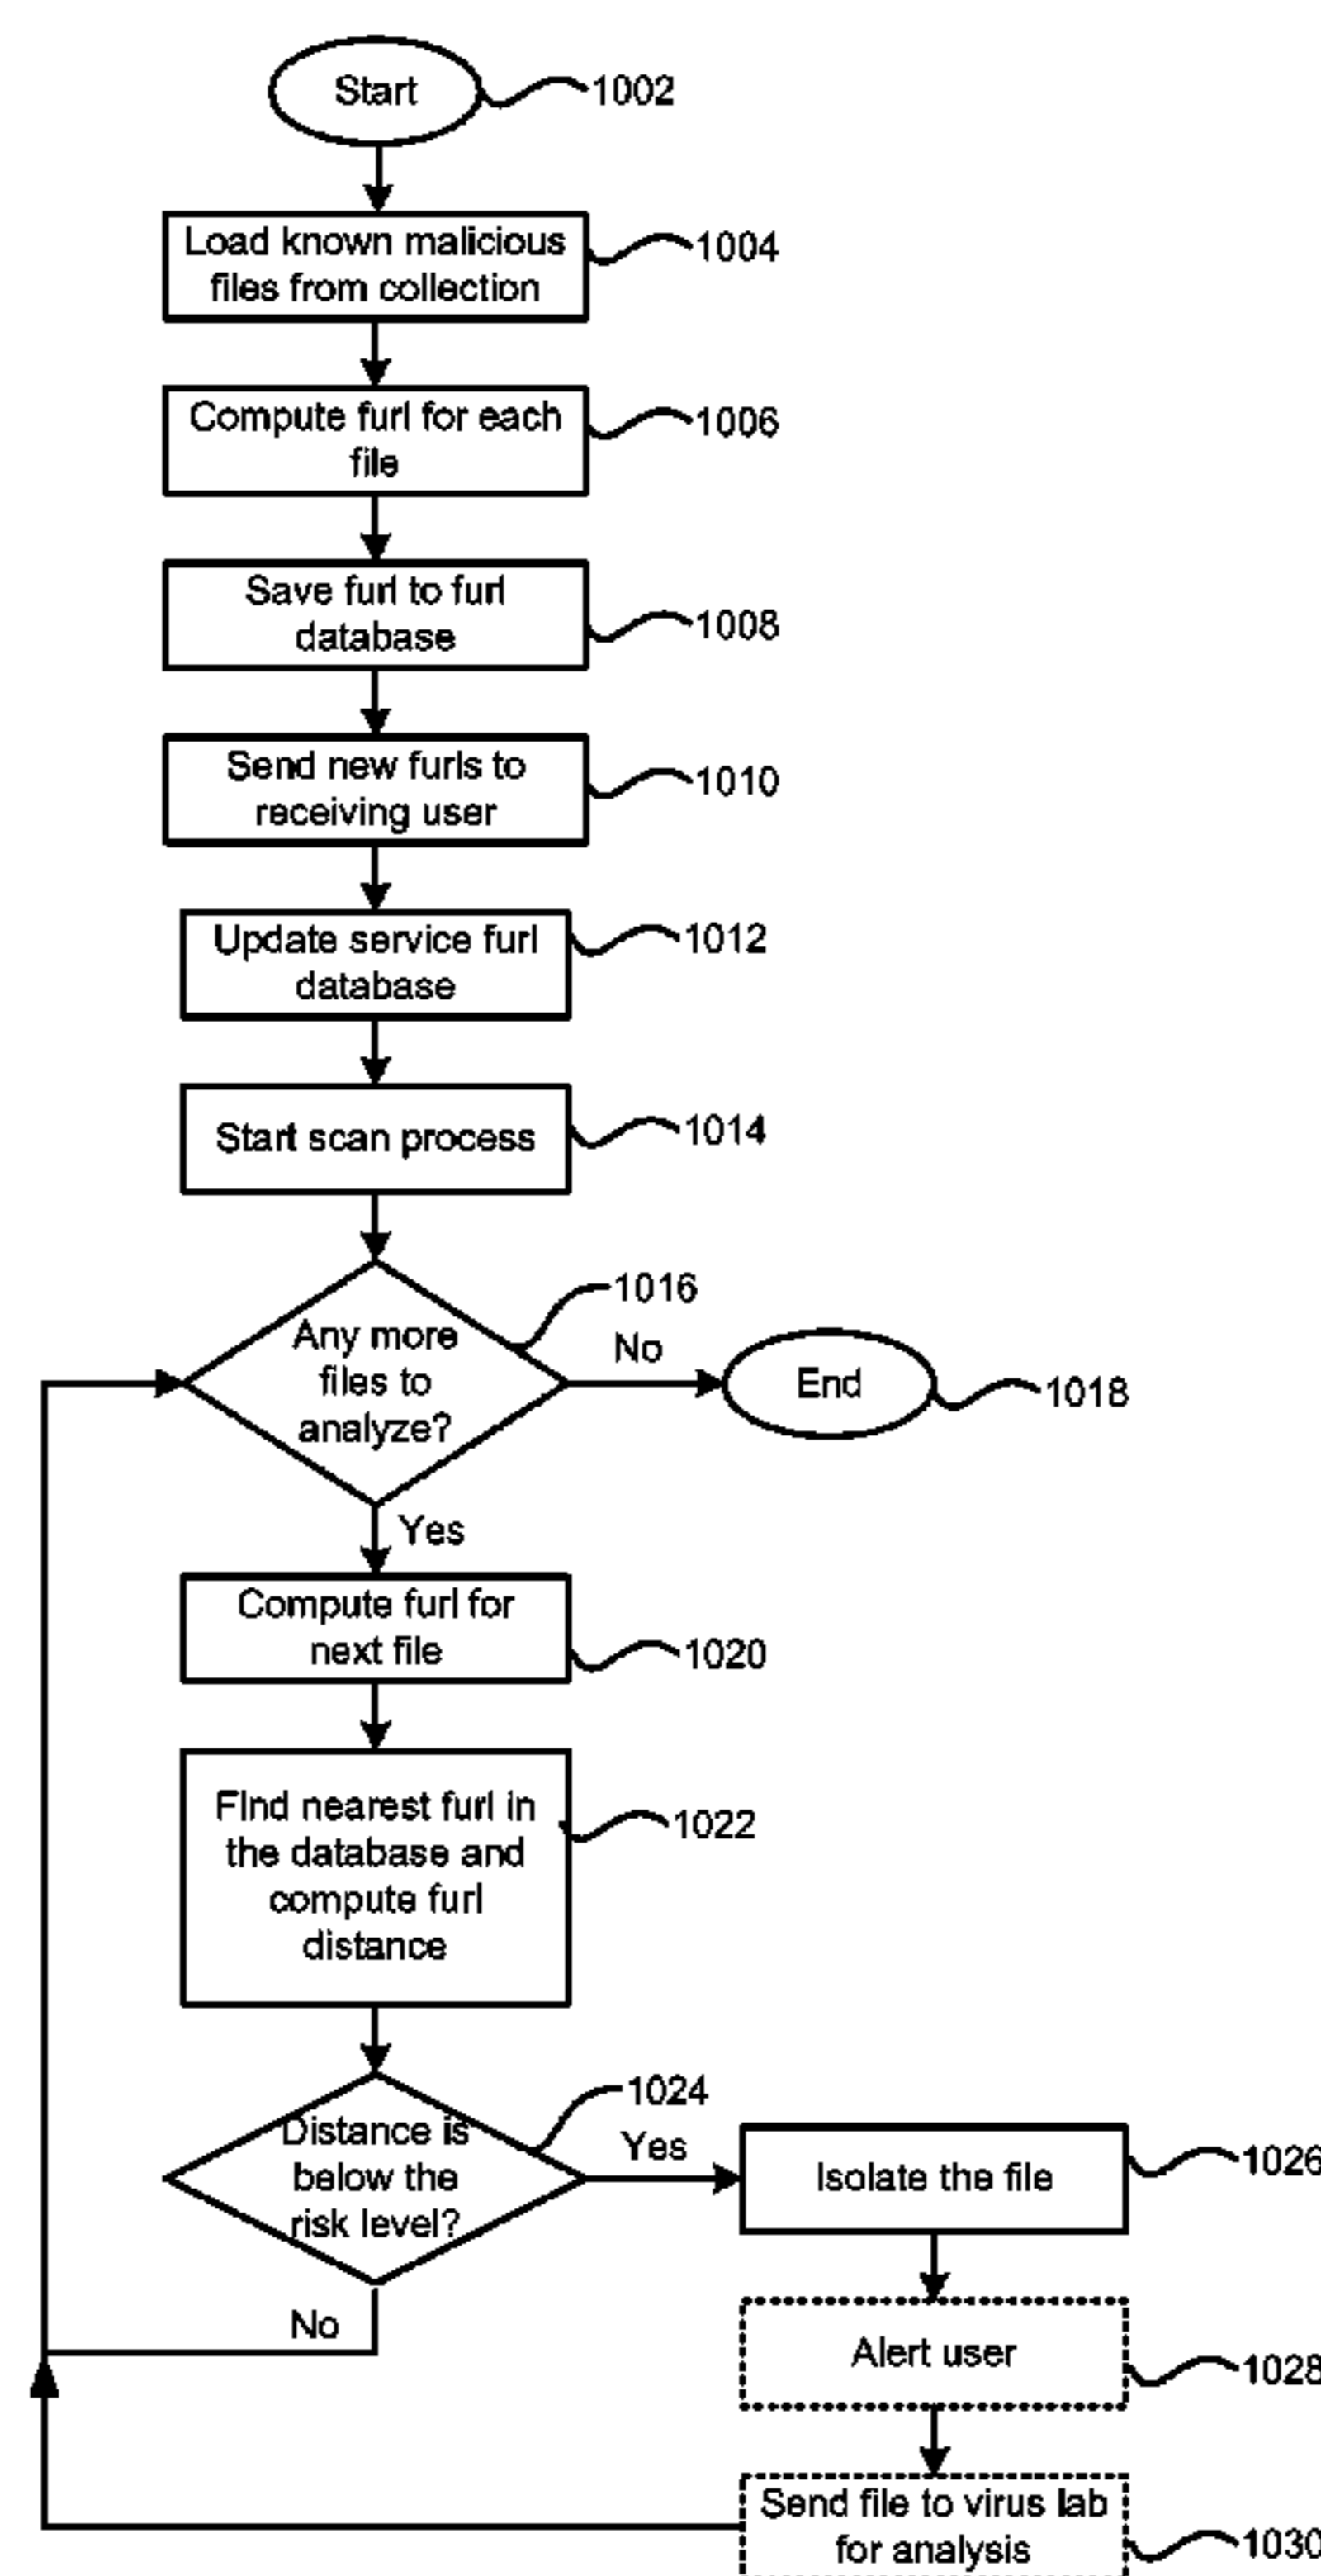 Start
1002
Load known malicious
files from collection
1004
Compute furl for each
file
1006
Save furl to furl
database
1008
Send new furls to
receiving user
1010
Update service furl
database
1012
Start scan process
1014
Any more
files to
analyze?
1016
No
End
1018
Yes
Compute furl for
next file
1020
Find nearest furl in
the database and
compute furl
distance
1022
Distance is
below the
risk level?
1024
Yes
Isolate the file
1026
No
Alert user
1028
Send file to virus lab
for analysis
1030